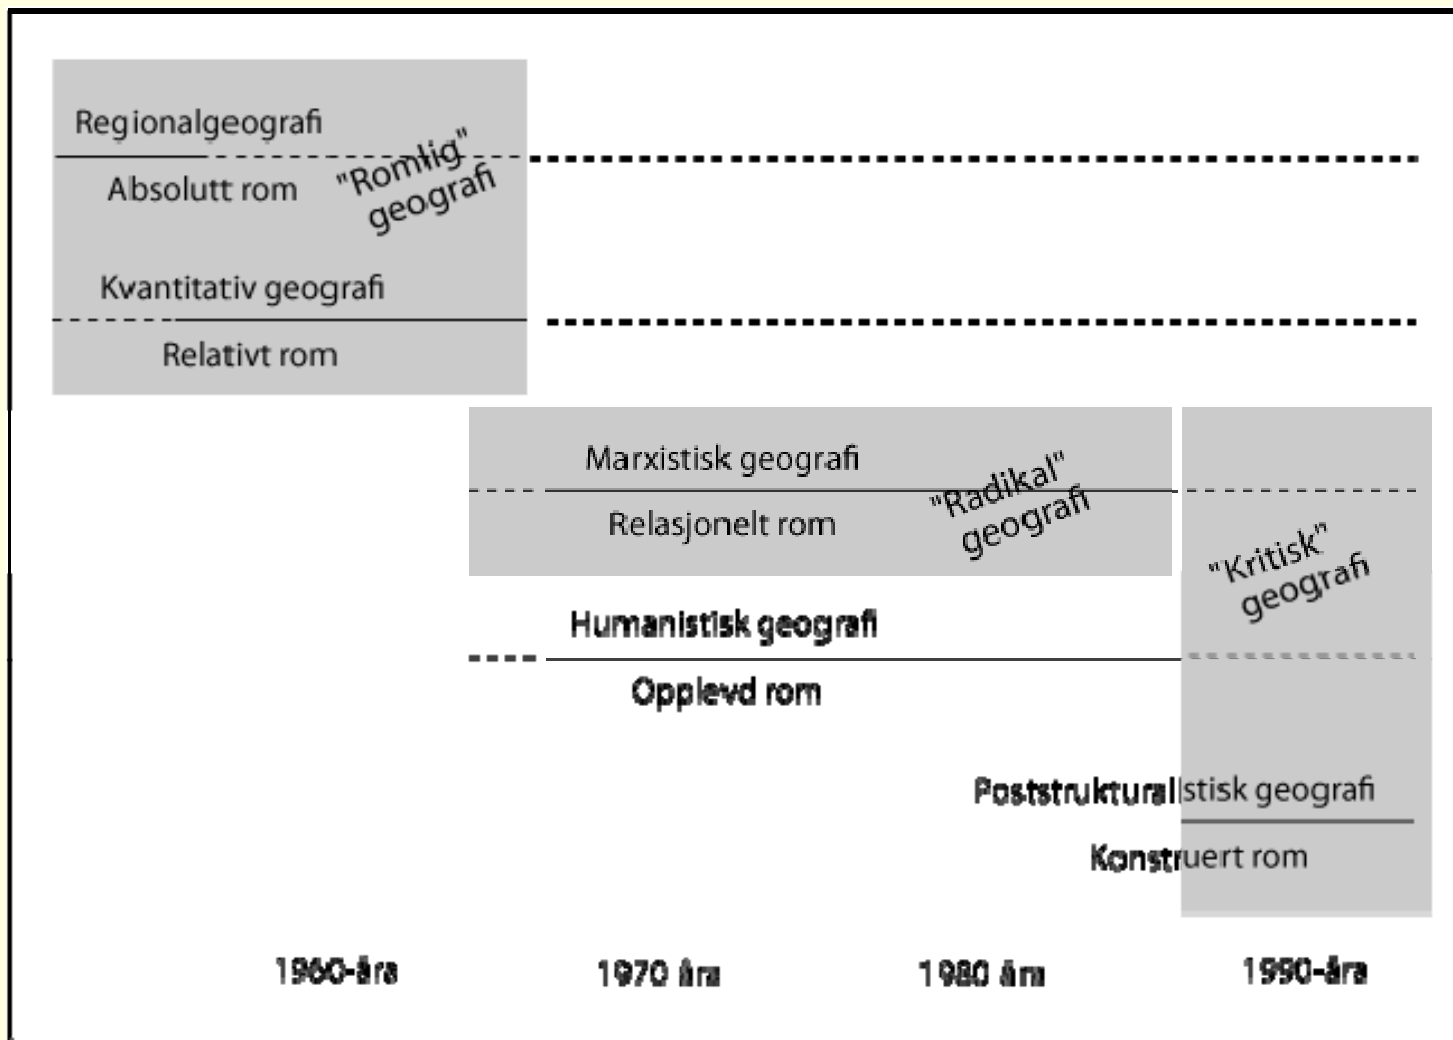 Regionalgeografi
"Romlig"
geografi
Absolutt rom
Kvantitativ geografi
Relativt rom
Marxistisk geografi
"Radikal"
geografi
Relasjonelt rom
"Kritisk"
geografi
Humanistisk geografi
Opplevd rom
Poststrukturalistisk geografi
Konstruert rom
1960-åra 1970 åra 1980 åra 1990-åra